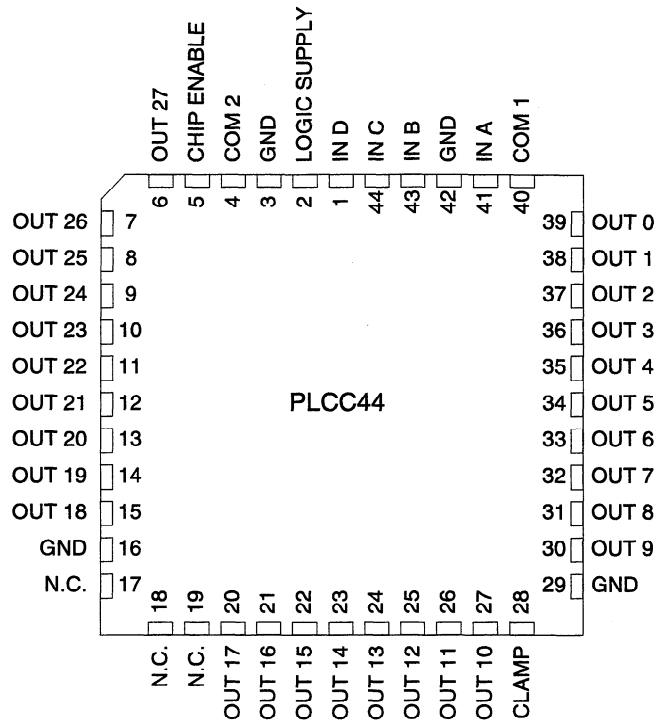 OUT 27
CHIP ENABLE
COM 2
GND
LOGIC SUPPLY
IN D
IN C
IN B
GND
IN A
COM 1
6 5 4 3 2 1 44 43 42 41 40
OUT 26 7 39 OUT 0
OUT 25 8 38 OUT 1
OUT 24 9 37 OUT 2
OUT 23 10 36 OUT 3
OUT 22 11 35 OUT 4
OUT 21 12 PLCC44 34 OUT 5
OUT 20 13 33 OUT 6
OUT 19 14 32 OUT 7
OUT 18 15 31 OUT 8
GND 16 30 OUT 9
N.C. 17 29 GND
18 19 20 21 22 23 24 25 26 27 28
N.C.
N.C.
OUT 17
OUT 16
OUT 15
OUT 14
OUT 13
OUT 12
OUT 11
OUT 10
CLAMP